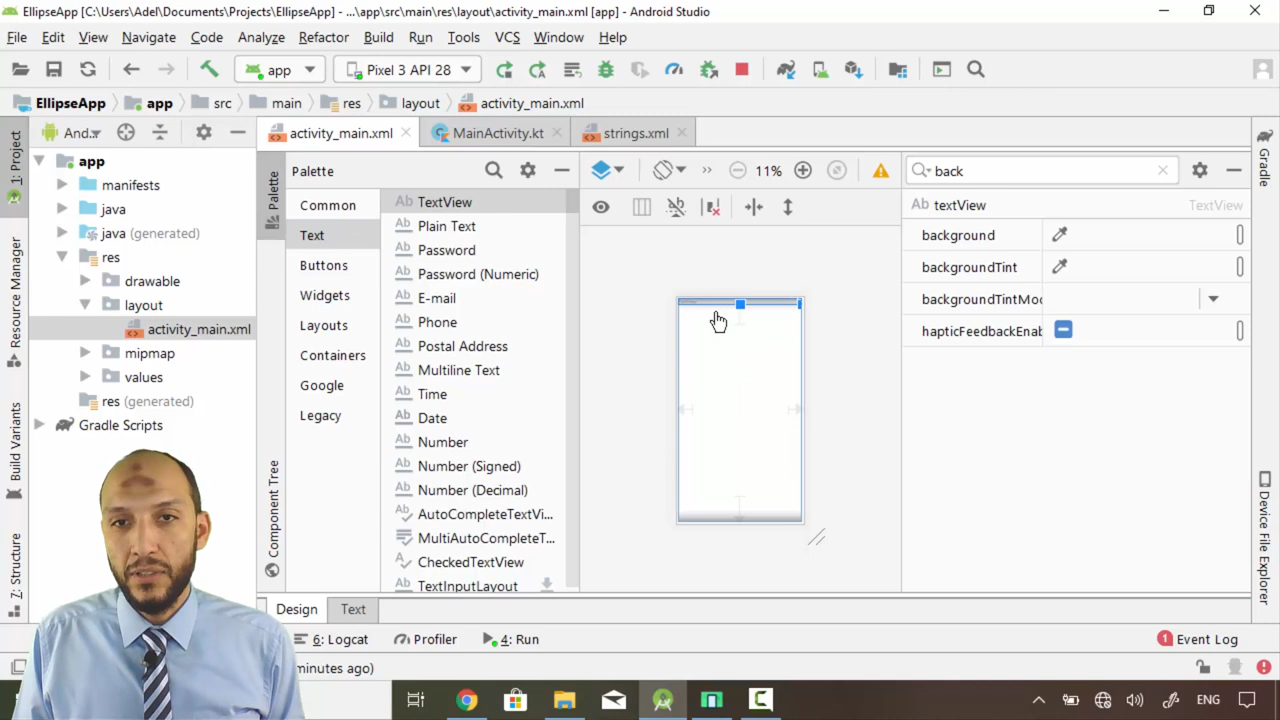 EllipseApp [C:\Users\Adel\Documents\Projects\EllipseApp] - ...\app\src\main\res\layout\activity_main.xml [app] - Android Studio
File Edit View Navigate Code Analyze Refactor Build Run Tools VCS Window Help
app Pixel 3 API 28
EllipseApp app src main res layout activity_main.xml
1: Project
Resource Manager
Build Variants
Z: Structure
And...
app
manifests
java
java (generated)
res
drawable
layout
activity_main.xml
mipmap
values
res (generated)
Gradle Scripts
activity_main.xml MainActivity.kt strings.xml
Palette
Component Tree
Palette
Common
Text
Buttons
Widgets
Layouts
Containers
Google
Legacy
Ab TextView
Ab Plain Text
Ab Password
Ab Password (Numeric)
Ab E-mail
Ab Phone
Ab Postal Address
Ab Multiline Text
Ab Time
Ab Date
Ab Number
Ab Number (Signed)
Ab Number (Decimal)
AutoCompleteTextVi...
MultiAutoCompleteT...
CheckedTextView
Ab TextInputLayout
11%
back
Ab textView TextView
background
backgroundTint
backgroundTintMod
hapticFeedbackEnab
Gradle
Device File Explorer
Design Text
6: Logcat Profiler 4: Run 1 Event Log
minutes ago)
ENG